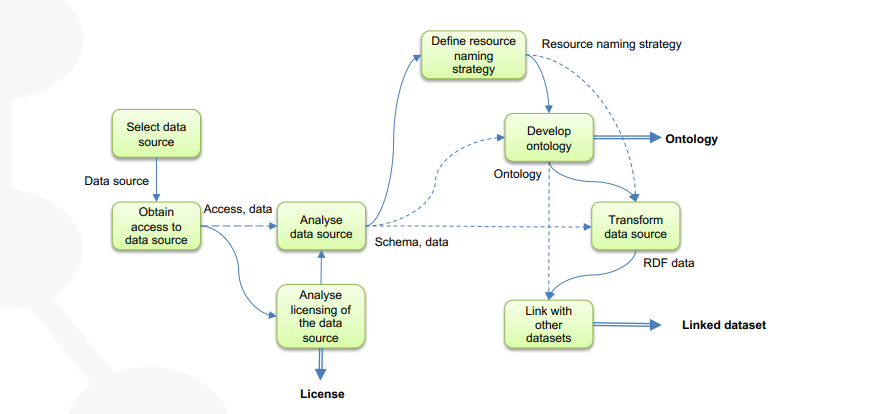 Define resource
naming
strategy
Resource naming strategy
Select data
source
Develop
ontology
Ontology
Data source
Ontology
Obtain
access to
data source
Access, data
Analyse
data source
Schema, data
Transform
data source
RDF data
Analyse
licensing of
the data
source
Link with
other
datasets
Linked dataset
License